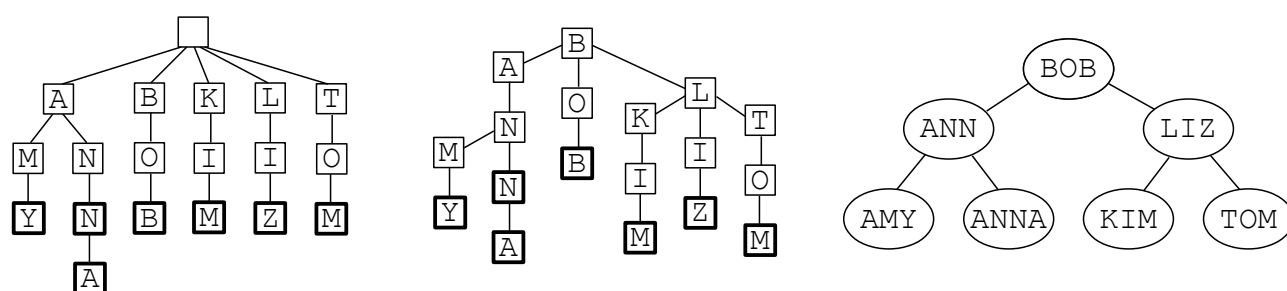 A B K L T
M N O I I O
Y N B M Z M
A
B
A
O L
N K T
M I
B
N I O
Y Z
A M M
BOB
ANN LIZ
AMY ANNA KIM TOM